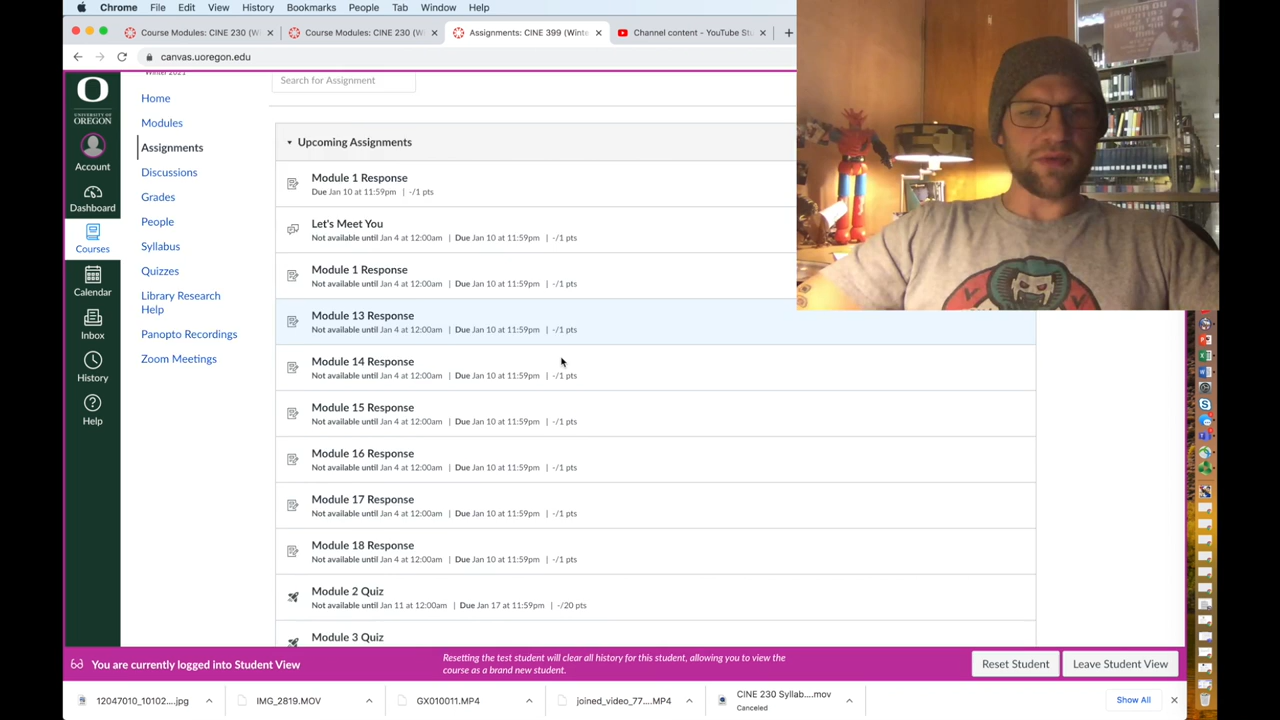 Chrome File Edit View History Bookmarks People Tab Window Help
Course Modules: CINE 230 (W
Course Modules: CINE 230 (W
Assignments: CINE 399 (Winte
Channel content - YouTube Stu
canvas.uoregon.edu
Winter 2021
Search for Assignment
O
UNIVERSITY OF
OREGON
Account
Dashboard
Courses
Calendar
Inbox
History
Help
Home
Modules
Assignments
Discussions
Grades
People
Syllabus
Quizzes
Library Research
Help
Panopto Recordings
Zoom Meetings
Upcoming Assignments
Module 1 Response
Due Jan 10 at 11:59pm | -/1 pts
Let's Meet You
Not available until Jan 4 at 12:00am | Due Jan 10 at 11:59pm | -/1 pts
Module 1 Response
Not available until Jan 4 at 12:00am | Due Jan 10 at 11:59pm | -/1 pts
Module 13 Response
Not available until Jan 4 at 12:00am | Due Jan 10 at 11:59pm | -/1 pts
Module 14 Response
Not available until Jan 4 at 12:00am | Due Jan 10 at 11:59pm | -/1 pts
Module 15 Response
Not available until Jan 4 at 12:00am | Due Jan 10 at 11:59pm | -/1 pts
Module 16 Response
Not available until Jan 4 at 12:00am | Due Jan 10 at 11:59pm | -/1 pts
Module 17 Response
Not available until Jan 4 at 12:00am | Due Jan 10 at 11:59pm | -/1 pts
Module 18 Response
Not available until Jan 4 at 12:00am | Due Jan 10 at 11:59pm | -/1 pts
Module 2 Quiz
Not available until Jan 11 at 12:00am | Due Jan 17 at 11:59pm | -/20 pts
Module 3 Quiz
You are currently logged into Student View
Resetting the test student will clear all history for this student, allowing you to view the
course as a brand new student.
Reset Student
Leave Student View
12047010_10102....jpg
IMG_2819.MOV
GX010011.MP4
joined_video_77....MP4
CINE 230 Syllab....mov
Canceled
Show All